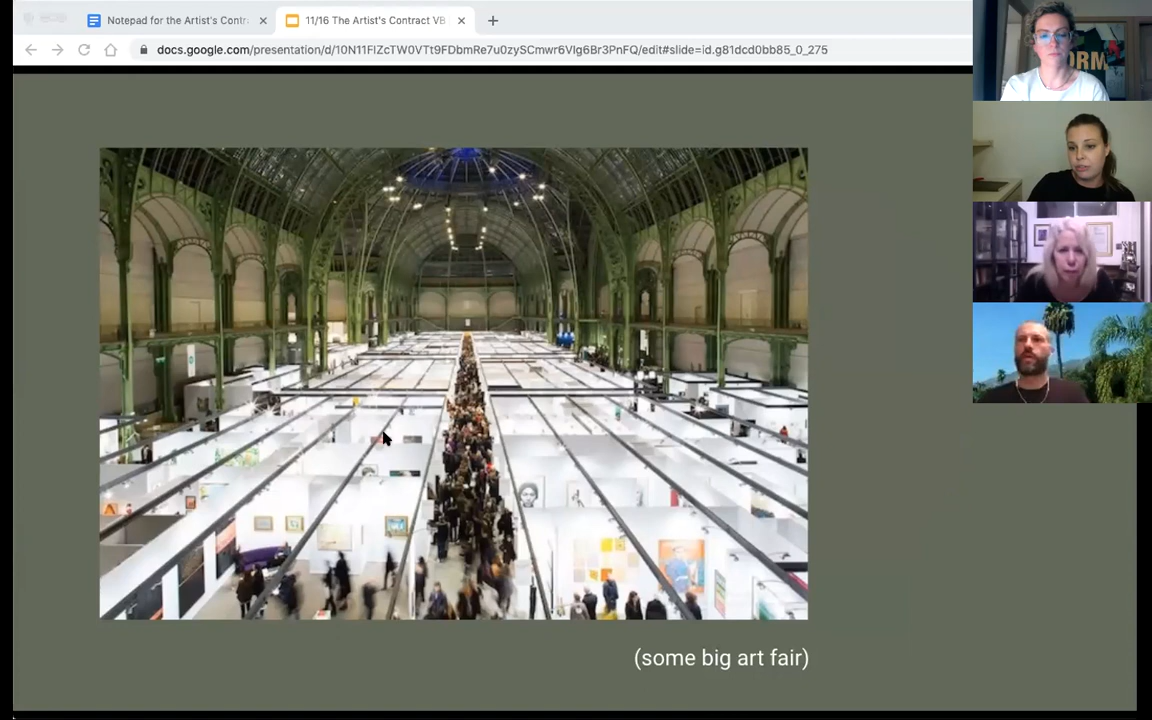 Notepad for the Artist's Contr
11/16 The Artist's Contract VB
docs.google.com/presentation/d/10N11FIZcTW0VTt9FDbmRe7u0zySCmwr6VIg6Br3PnFQ/edit#slide=id.g81dcd0bb85_0_275
ORM
(some big art fair)